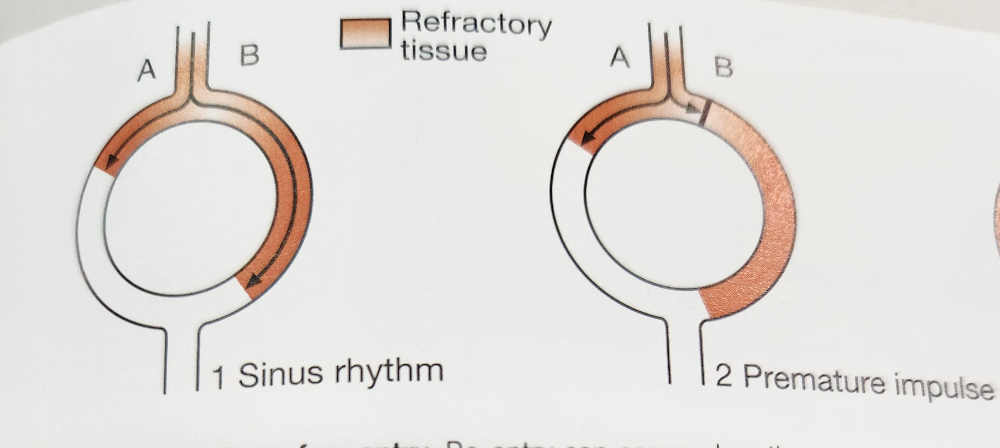 A
B
Refractory
tissue
A
B
1 Sinus rhythm
2 Premature impulse